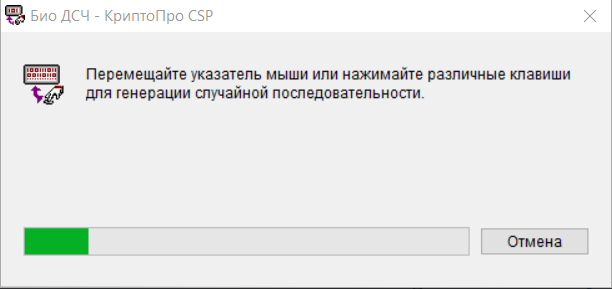 Био ДСЧ - КриптоПро CSP
Перемещайте указатель мыши или нажимайте различные клавиши
для генерации случайной последовательности.
Отмена